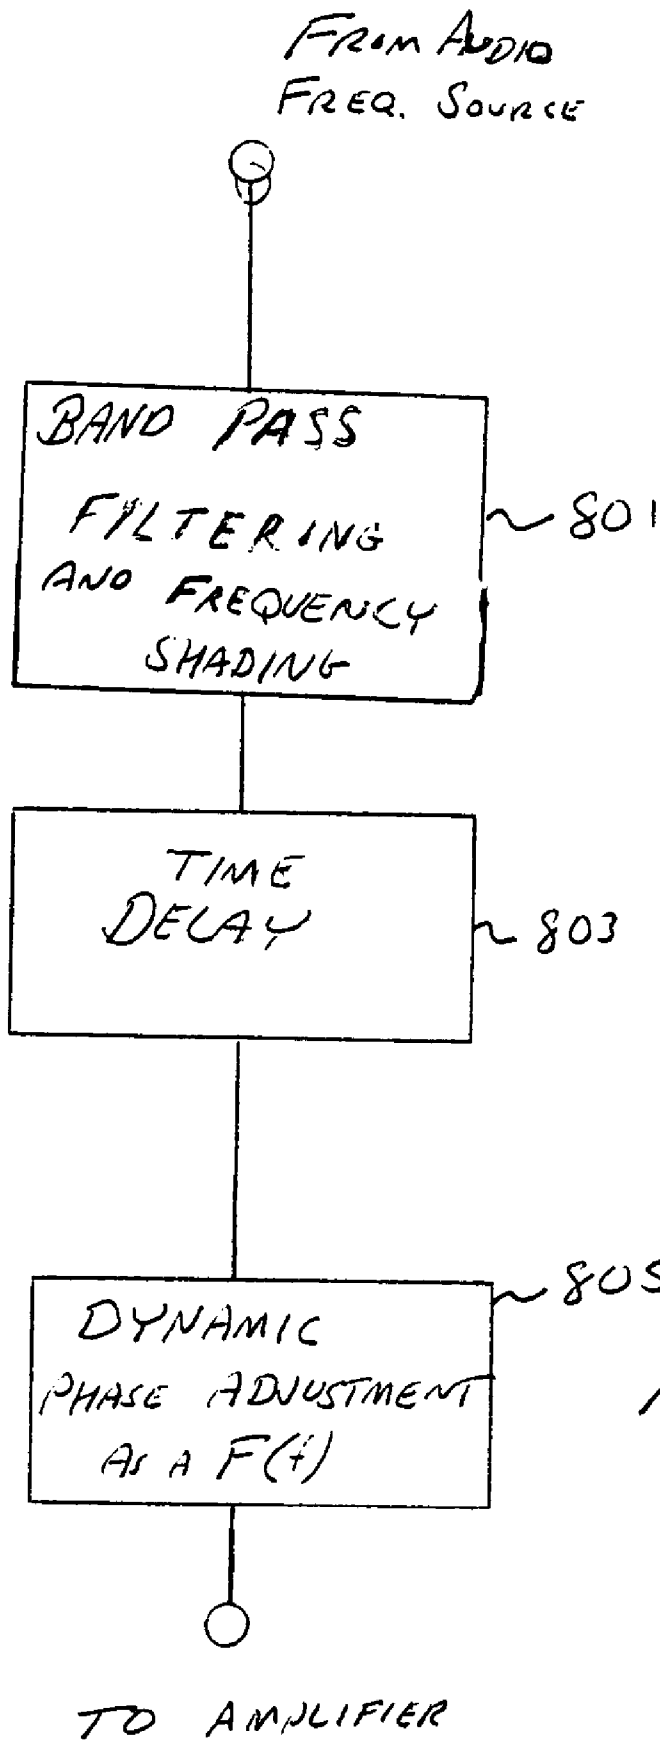 FROM AUDIO
FREQ. SOURCE
BAND PASS
FILTERING
AND FREQUENCY
SHADING
801
TIME
DELAY
803
805
DYNAMIC
PHASE ADJUSTMENT
AS A F(f)
TO AMPLIFIER